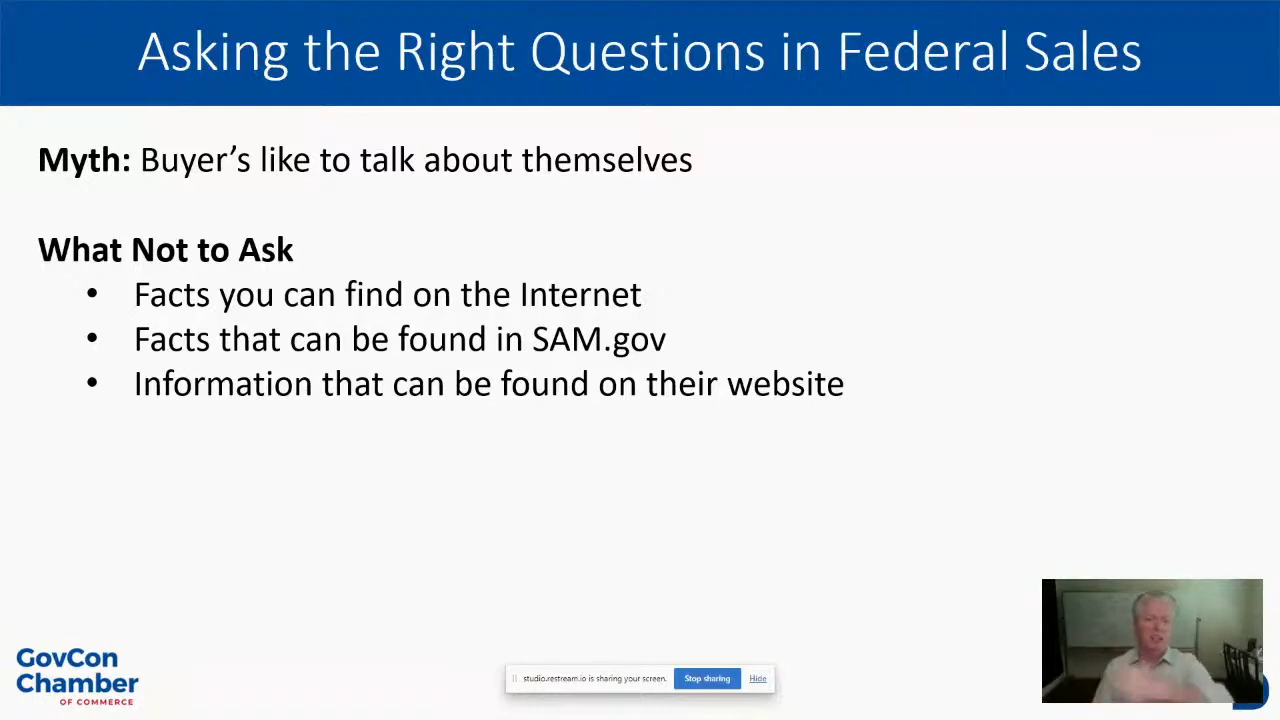 Asking the Right Questions in Federal Sales
Myth: Buyer’s like to talk about themselves
What Not to Ask
• Facts you can find on the Internet
• Facts that can be found in SAM.gov
• Information that can be found on their website
GovCon
Chamber
OF COMMERCE
studio.restream.io is sharing your screen.
Stop sharing
Hide